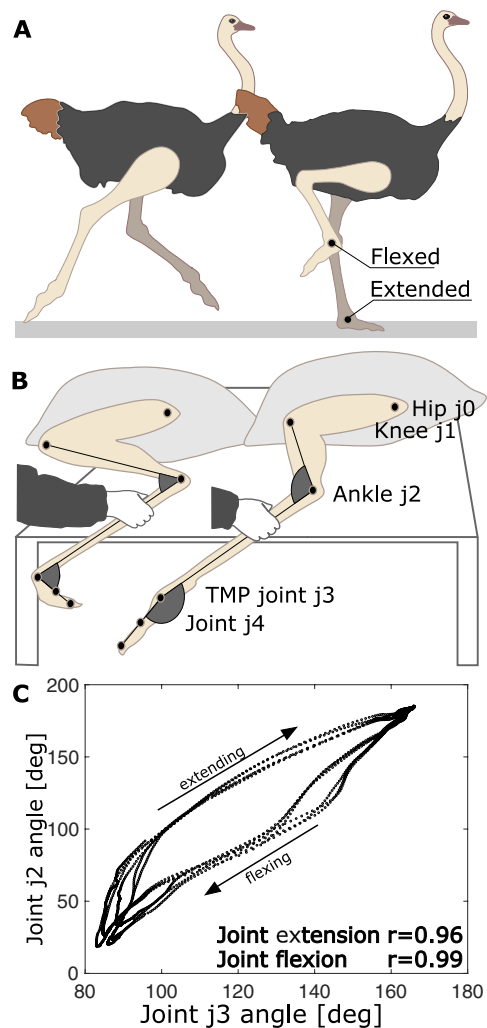 A
Flexed
Extended
B
Hip j0
Knee j1
Ankle j2
TMP joint j3
Joint j4
C
200
150
100
50
0
Joint j2 angle [deg]
extending
flexing
Joint extension r=0.96
Joint flexion r=0.99
80 100 120 140 160 180
Joint j3 angle [deg]